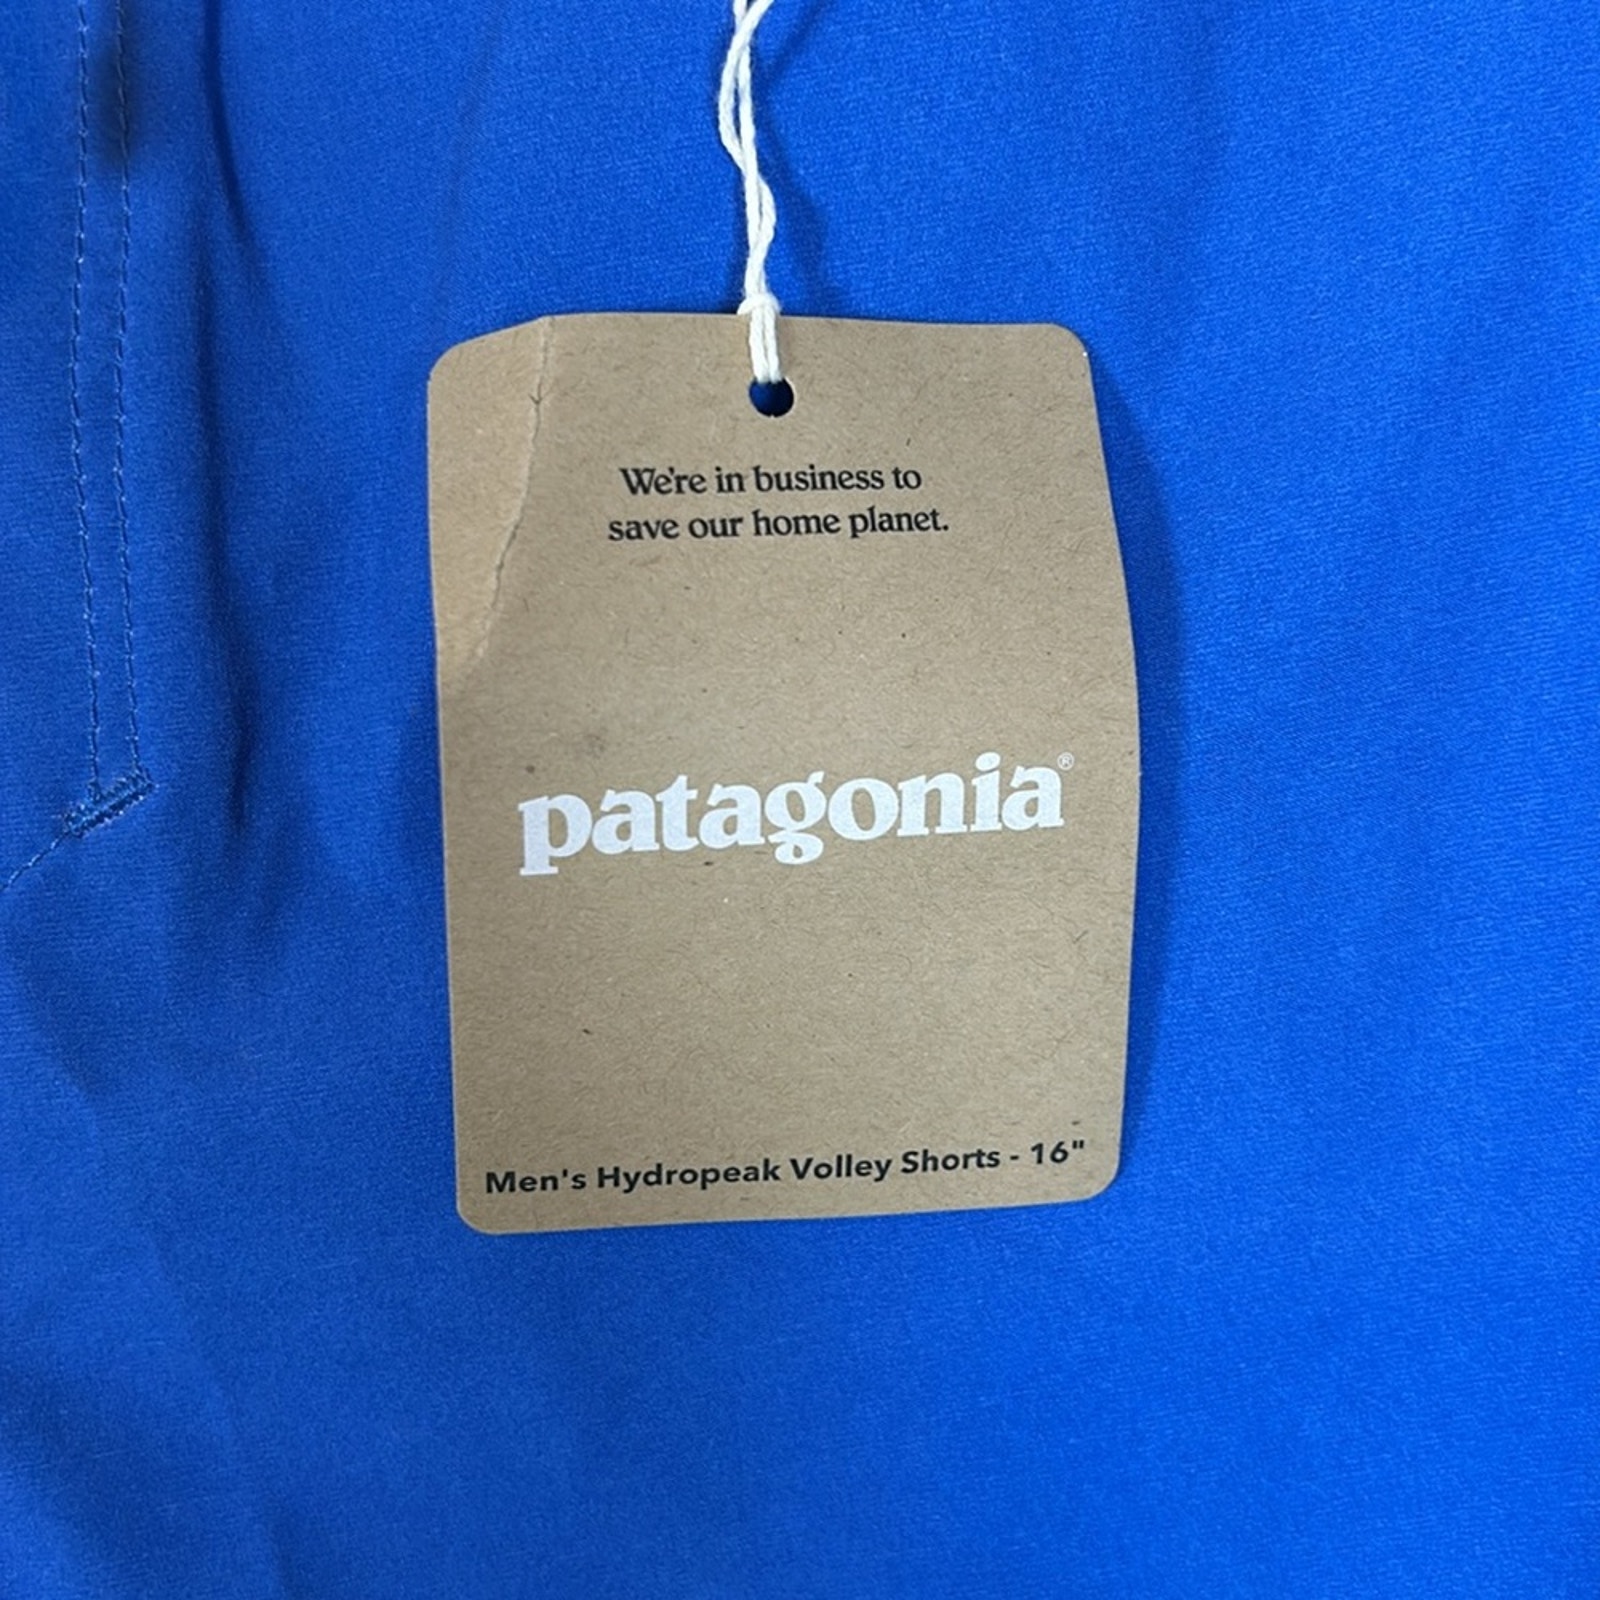 We're in business to
save our home planet.
patagonia®
Men's Hydropeak Volley Shorts - 16"